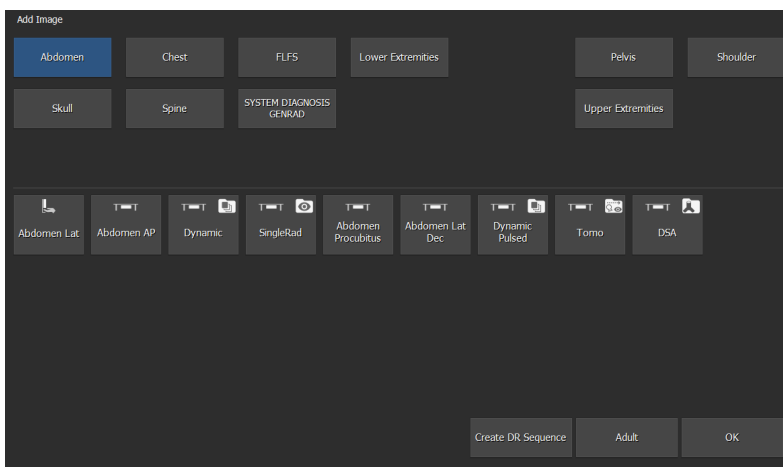 Add Image
Abdomen
Chest
FLFS
Lower Extremities
Pelvis
Shoulder
Skull
Spine
SYSTEM DIAGNOSIS
GENRAD
Upper Extremities
Abdomen Lat
Abdomen AP
Dynamic
SingleRad
Abdomen
Procubitus
Abdomen Lat
Dec
Dynamic
Pulsed
Tomo
DSA
Create DR Sequence
Adult
OK